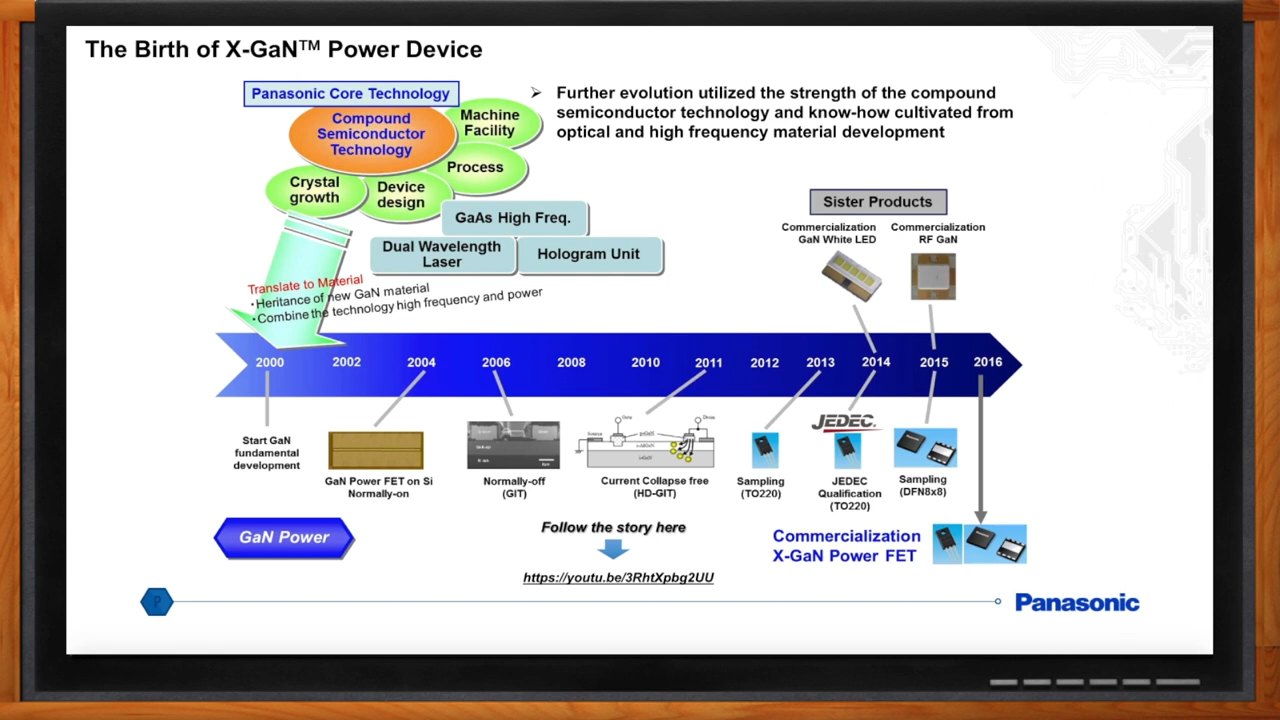 The Birth of X-GaN™ Power Device
Panasonic Core Technology
Compound
Semiconductor
Technology
Machine
Facility
Process
Crystal
growth
Device
design
GaAs High Freq.
Dual Wavelength
Laser
Hologram Unit
➢ Further evolution utilized the strength of the compound
semiconductor technology and know-how cultivated from
optical and high frequency material development
Sister Products
Commercialization
GaN White LED
Commercialization
RF GaN
Translate to Material
・Heritance of new GaN material
・Combine the technology high frequency and power
2000 2002 2004 2006 2008 2010 2011 2012 2013 2014 2015 2016
Start GaN
fundamental
development
GaN Power FET on Si
Normally-on
Normally-off
(GIT)
Source
Gate
Drain
Current Collapse free
(HD-GIT)
Sampling
(TO220)
JEDEC.
JEDEC
Qualification
(TO220)
Sampling
(DFN8x8)
GaN Power
Follow the story here
https://youtu.be/3RhtXpbg2UU
Commercialization
X-GaN Power FET
P
Panasonic